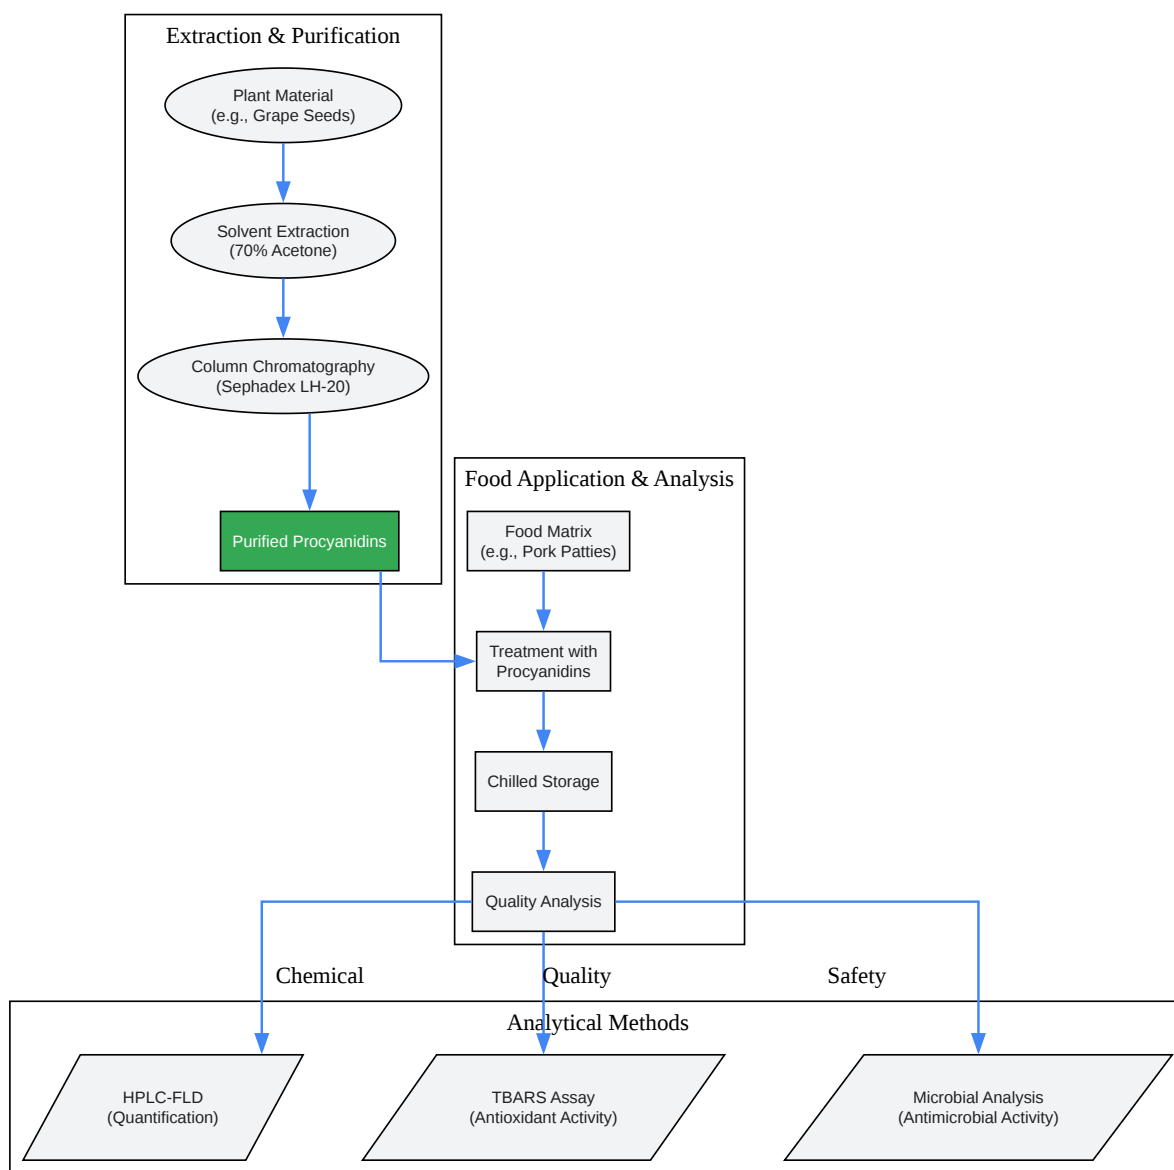 Extraction & Purification
Plant Material
(e.g., Grape Seeds)
Solvent Extraction
(70% Acetone)
Column Chromatography
(Sephadex LH-20)
Purified Procyanidins
Food Application & Analysis
Food Matrix
(e.g., Pork Patties)
Treatment with
Procyanidins
Chilled Storage
Quality Analysis
Chemical
Quality
Safety
Analytical Methods
HPLC-FLD
(Quantification)
TBARS Assay
(Antioxidant Activity)
Microbial Analysis
(Antimicrobial Activity)